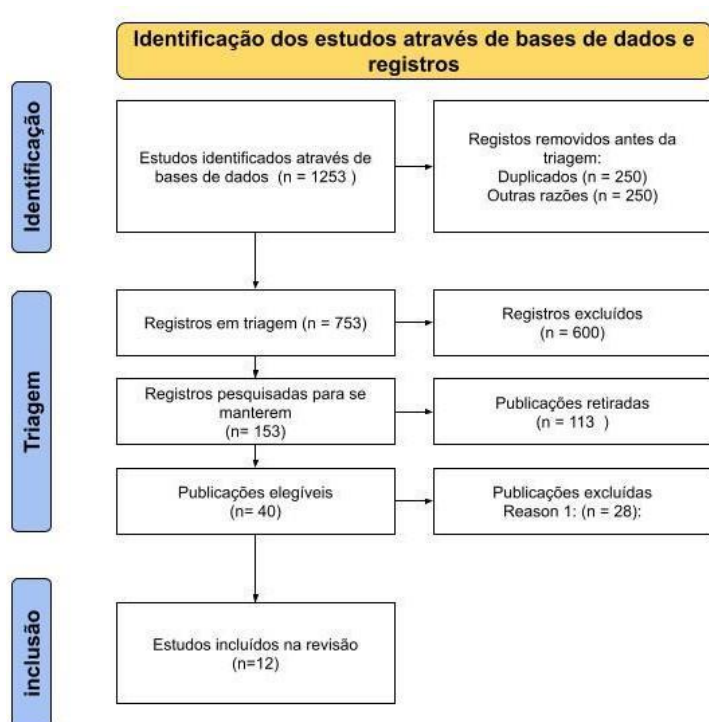 Identificação dos estudos através de bases de dados e
registros
Identificação
Estudos identificados através de
bases de dados (n = 1253 )
Registos removidos antes da
triagem:
Duplicados (n = 250)
Outras razões (n = 250)
Triagem
Registros em triagem (n = 753)
Registros excluídos
(n = 600)
Registros pesquisadas para se
manterem
(n= 153)
Publicações retiradas
(n = 113 )
Publicações elegíveis
(n= 40)
Publicações excluídas
Reason 1: (n = 28):
inclusão
Estudos incluídos na revisão
(n=12)